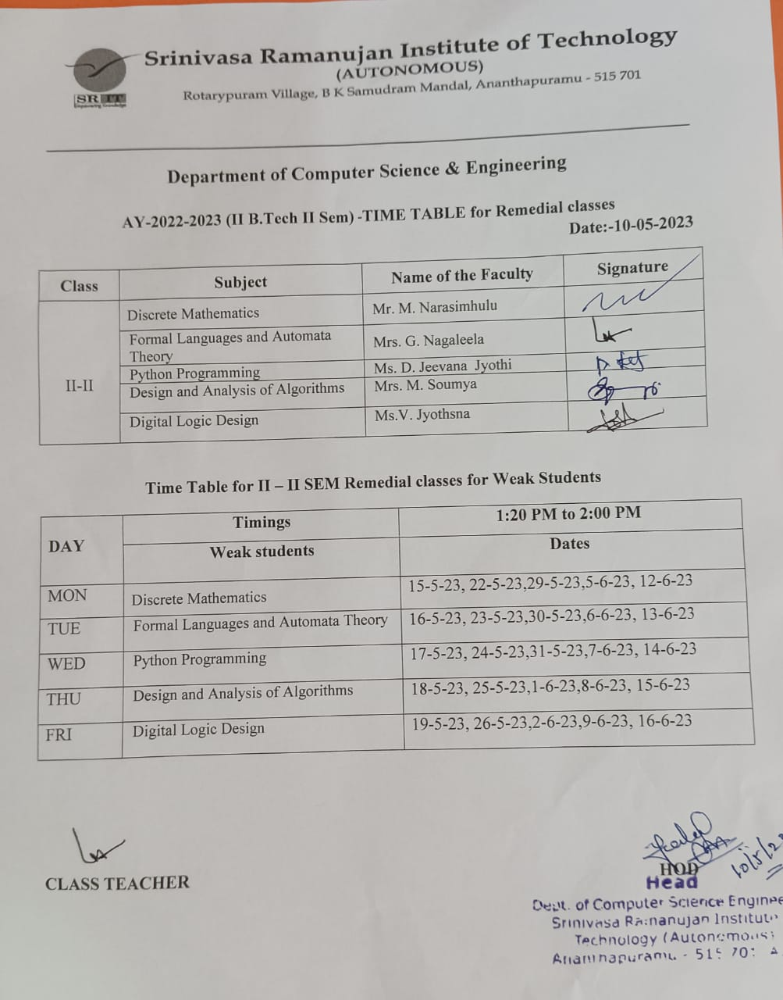 Srinivasa Ramanujan Institute of Technology
(AUTONOMOUS)
Rotarypuram Village, B K Samudram Mandal, Ananthapuramu - 515 701
SRIT
Department of Computer Science & Engineering
AY-2022-2023 (II B.Tech II Sem) -TIME TABLE for Remedial classes
Date:-10-05-2023
Class Subject Name of the Faculty Signature
II-II
Discrete Mathematics Mr. M. Narasimhulu
Formal Languages and Automata
Theory Mrs. G. Nagaleela
Python Programming Ms. D. Jeevana Jyothi
Design and Analysis of Algorithms Mrs. M. Soumya
Digital Logic Design Ms.V. Jyothsna
Time Table for II – II SEM Remedial classes for Weak Students
DAY Timings 1:20 PM to 2:00 PM
Weak students Dates
MON Discrete Mathematics 15-5-23, 22-5-23,29-5-23,5-6-23, 12-6-23
TUE Formal Languages and Automata Theory 16-5-23, 23-5-23,30-5-23,6-6-23, 13-6-23
WED Python Programming 17-5-23, 24-5-23,31-5-23,7-6-23, 14-6-23
THU Design and Analysis of Algorithms 18-5-23, 25-5-23,1-6-23,8-6-23, 15-6-23
FRI Digital Logic Design 19-5-23, 26-5-23,2-6-23,9-6-23, 16-6-23
CLASS TEACHER
HOD
Head
Dept. of Computer Science Enginee
Srinivasa Ramanujan Institute
Technology (Autonomous)
Ananthapuramu - 515 701